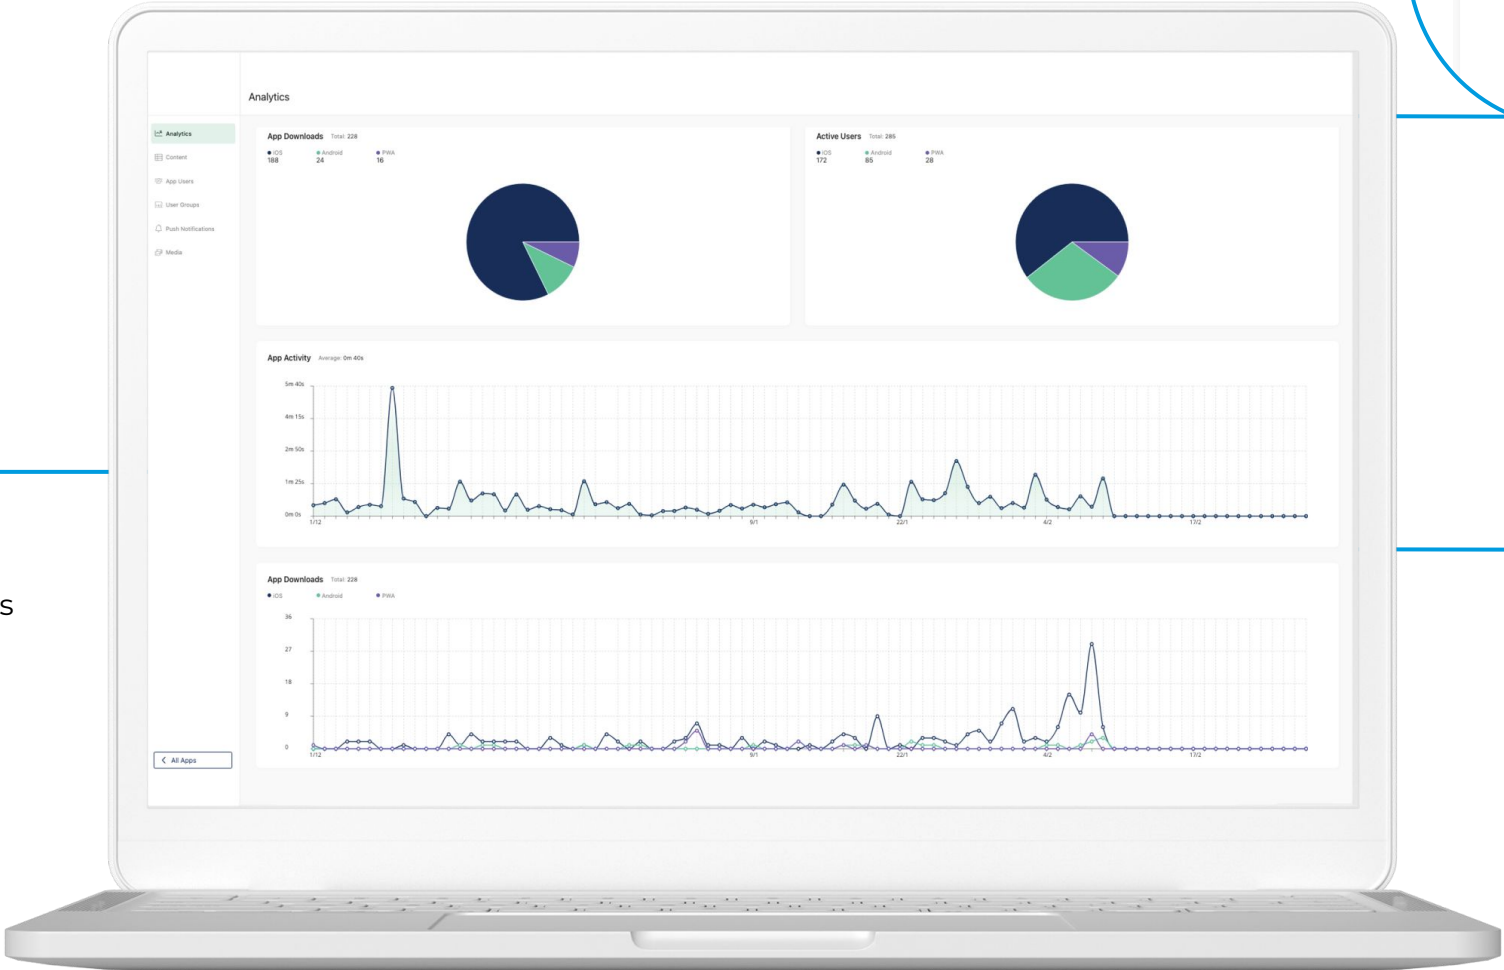 Analytics
Analytics
Content
App Users
User Groups
Push Notifications
Media
All Apps
App Downloads Total: 228
iOS Android PWA
188 24 16
Active Users Total: 285
iOS Android PWA
172 85 28
App Activity Average: 0m 40s
5m 40s
4m 15s
2m 50s
1m 25s
0m 0s
1/12 9/1 22/1 4/2 17/2
App Downloads Total: 228
iOS Android PWA
36
27
18
9
0
1/12 9/1 22/1 4/2 17/2
s